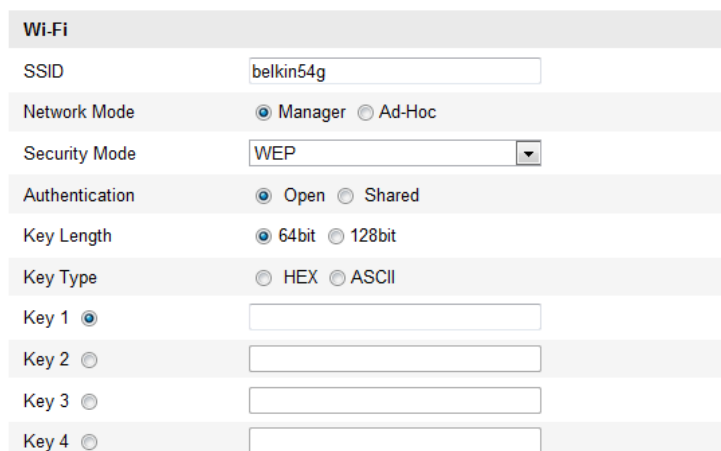 Wi-Fi
SSID belkin54g
Network Mode Manager Ad-Hoc
Security Mode WEP
Authentication Open Shared
Key Length 64bit 128bit
Key Type HEX ASCII
Key 1
Key 2
Key 3
Key 4